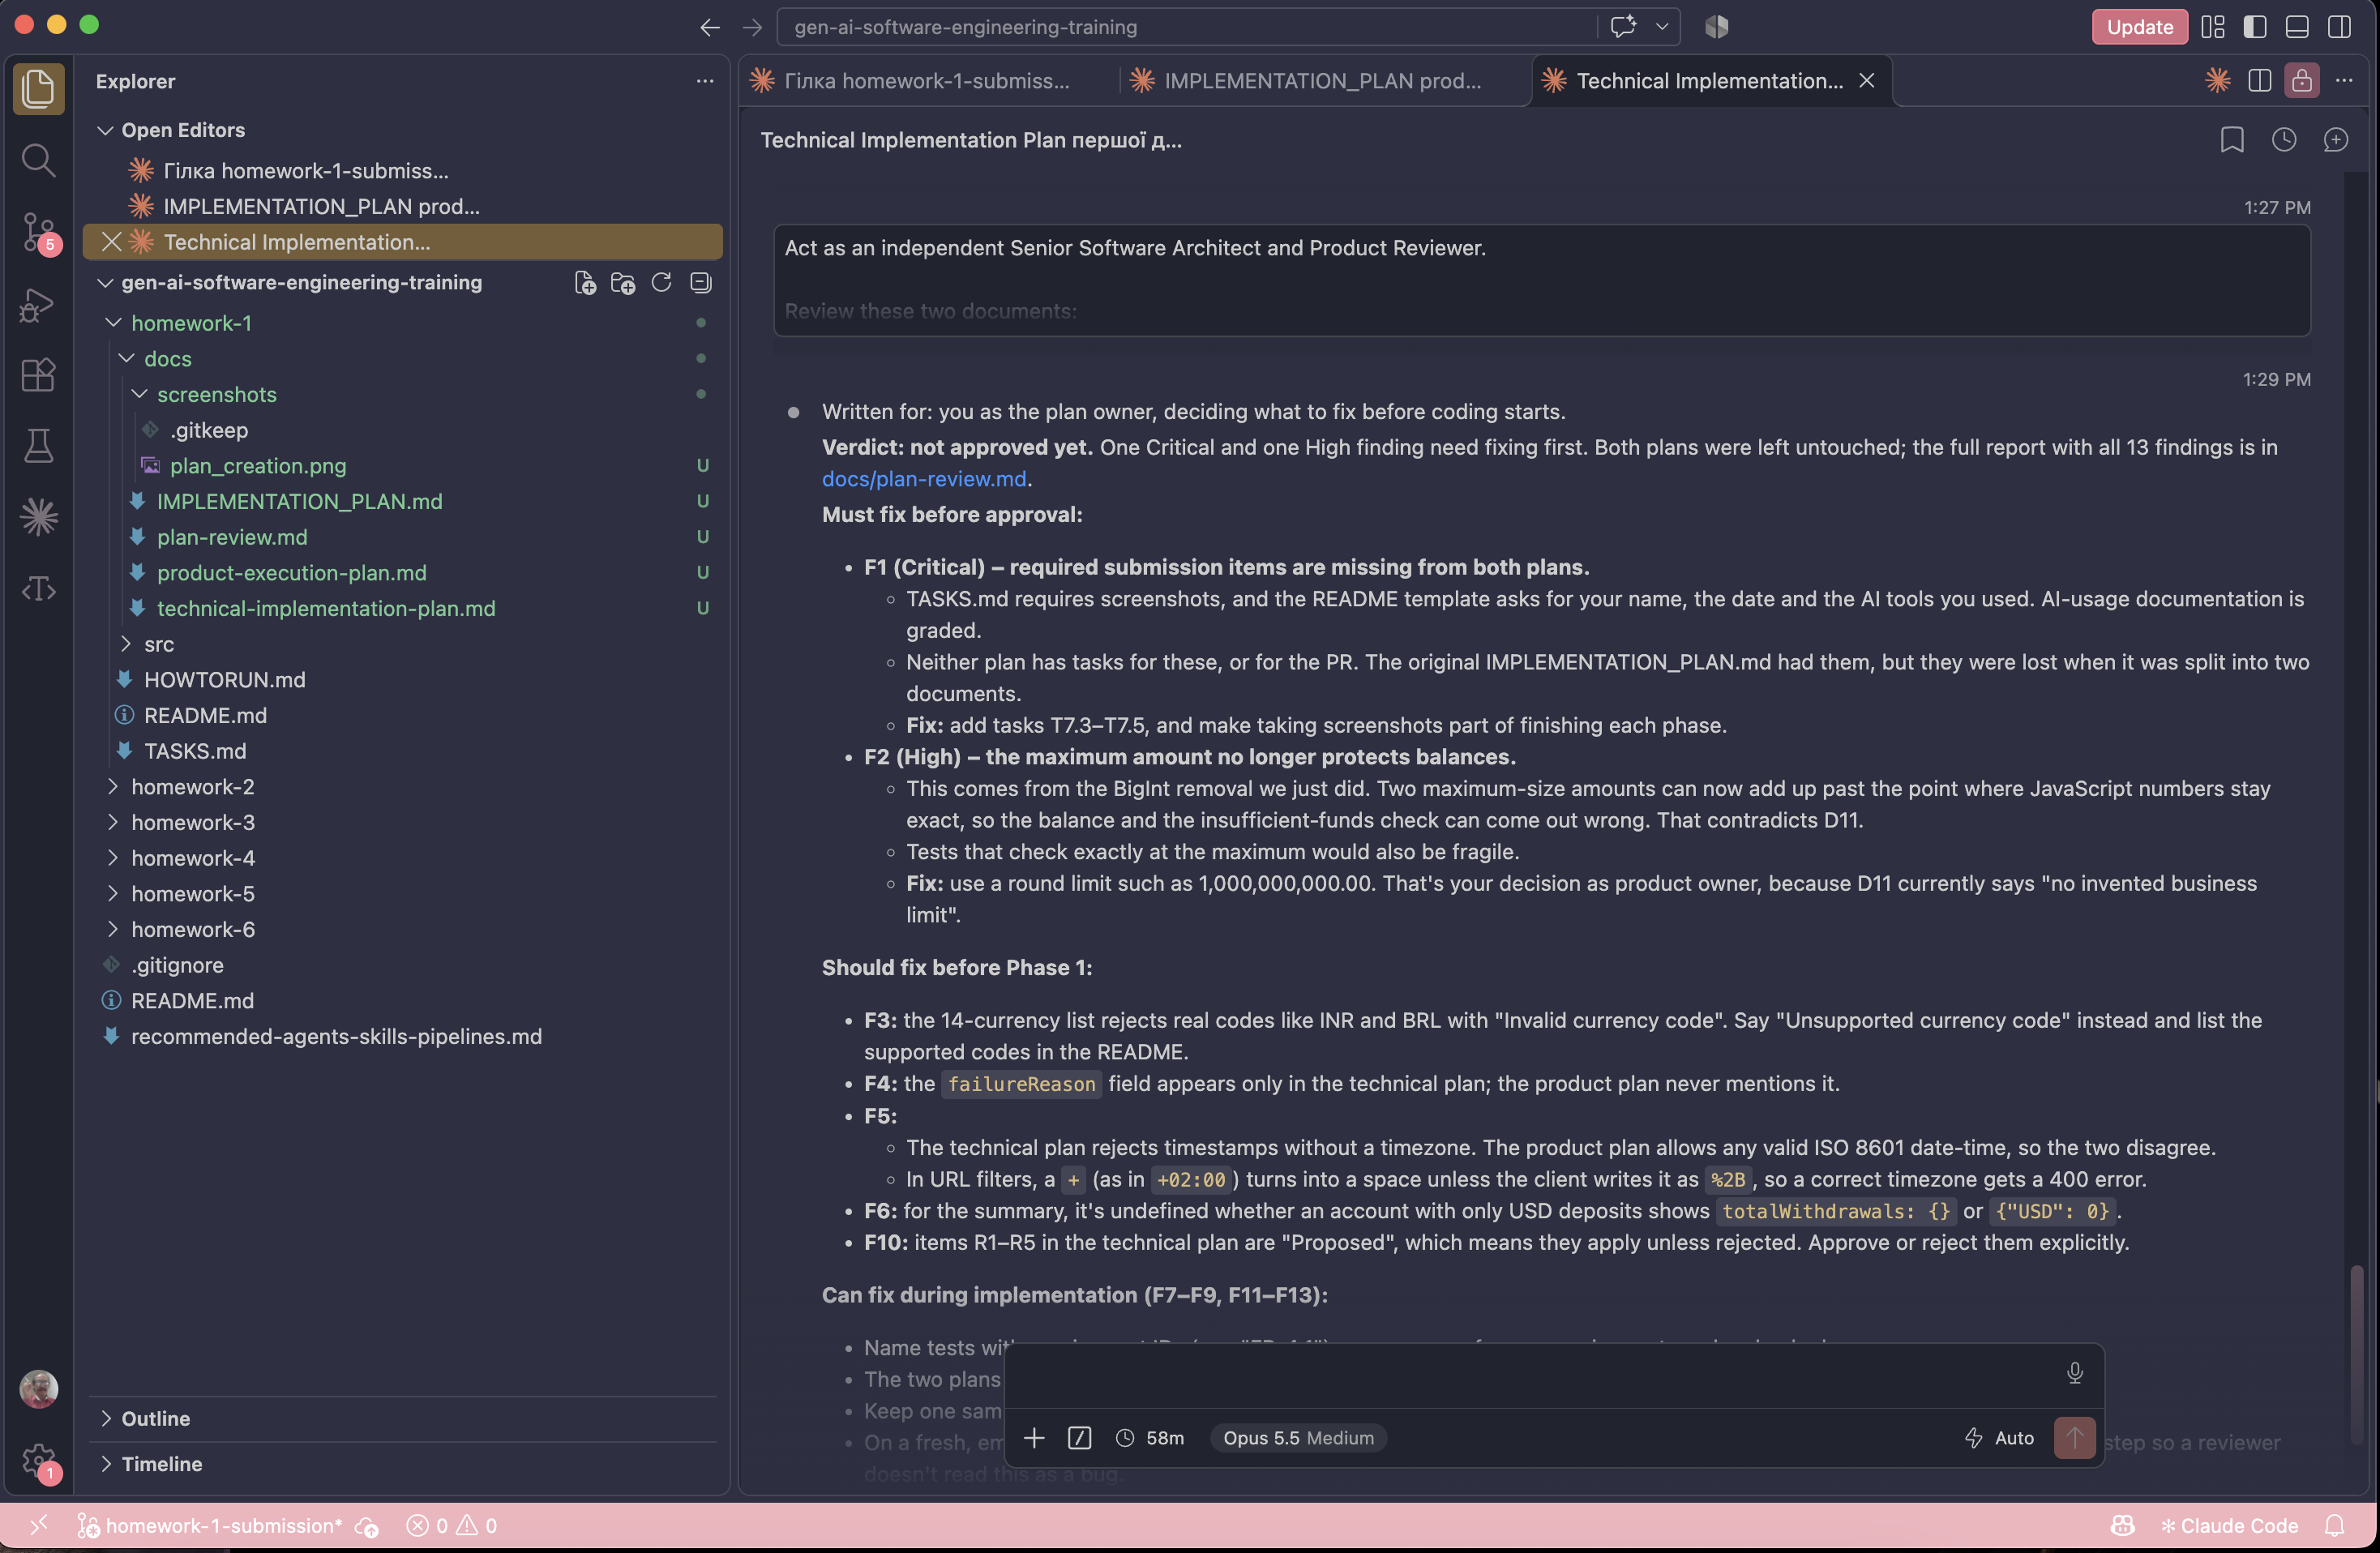 gen-ai-software-engineering-training
Update
Explorer
Open Editors
Гілка homework-1-submiss...
IMPLEMENTATION_PLAN prod...
Technical Implementation...
gen-ai-software-engineering-training
homework-1
docs
screenshots
.gitkeep
plan_creation.png U
IMPLEMENTATION_PLAN.md U
plan-review.md U
product-execution-plan.md U
technical-implementation-plan.md U
src
HOWTORUN.md
README.md
TASKS.md
homework-2
homework-3
homework-4
homework-5
homework-6
.gitignore
README.md
recommended-agents-skills-pipelines.md
Outline
Timeline
5
1
Гілка homework-1-submiss...
IMPLEMENTATION_PLAN prod...
Technical Implementation...
Technical Implementation Plan першої д...
1:27 PM
Act as an independent Senior Software Architect and Product Reviewer.
Review these two documents:
1:29 PM
Written for: you as the plan owner, deciding what to fix before coding starts.
Verdict: not approved yet. One Critical and one High finding need fixing first. Both plans were left untouched; the full report with all 13 findings is in
docs/plan-review.md.
Must fix before approval:
• F1 (Critical) – required submission items are missing from both plans.
◦ TASKS.md requires screenshots, and the README template asks for your name, the date and the AI tools you used. AI-usage documentation is
graded.
◦ Neither plan has tasks for these, or for the PR. The original IMPLEMENTATION_PLAN.md had them, but they were lost when it was split into two
documents.
◦ Fix: add tasks T7.3–T7.5, and make taking screenshots part of finishing each phase.
• F2 (High) – the maximum amount no longer protects balances.
◦ This comes from the BigInt removal we just did. Two maximum-size amounts can now add up past the point where JavaScript numbers stay
exact, so the balance and the insufficient-funds check can come out wrong. That contradicts D11.
◦ Tests that check exactly at the maximum would also be fragile.
◦ Fix: use a round limit such as 1,000,000,000.00. That's your decision as product owner, because D11 currently says "no invented business
limit".
Should fix before Phase 1:
• F3: the 14-currency list rejects real codes like INR and BRL with "Invalid currency code". Say "Unsupported currency code" instead and list the
supported codes in the README.
• F4: the failureReason field appears only in the technical plan; the product plan never mentions it.
• F5:
◦ The technical plan rejects timestamps without a timezone. The product plan allows any valid ISO 8601 date-time, so the two disagree.
◦ In URL filters, a + (as in +02:00) turns into a space unless the client writes it as %2B, so a correct timezone gets a 400 error.
• F6: for the summary, it's undefined whether an account with only USD deposits shows totalWithdrawals: {} or {"USD": 0}.
• F10: items R1–R5 in the technical plan are "Proposed", which means they apply unless rejected. Approve or reject them explicitly.
Can fix during implementation (F7–F9, F11–F13):
• Name tests
• The two plans
• Keep one
• On a fresh, step so a reviewer
doesn't read this as a bug.
58m
Opus 5.5 Medium
Auto
homework-1-submission*
0
0
Claude Code